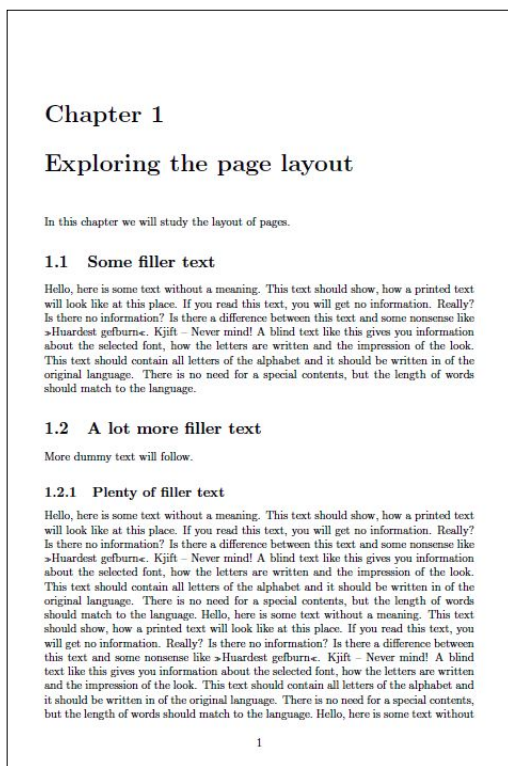 Chapter 1
Exploring the page layout
In this chapter we will study the layout of pages.
1.1 Some filler text
Hello, here is some text without a meaning. This text should show, how a printed text
will look like at this place. If you read this text, you will get no information. Really?
Is there no information? Is there a difference between this text and some nonsense like
»Huardest gefburn«. Kjift – Never mind! A blind text like this gives you information
about the selected font, how the letters are written and the impression of the look.
This text should contain all letters of the alphabet and it should be written in of the
original language. There is no need for a special contents, but the length of words
should match to the language.
1.2 A lot more filler text
More dummy text will follow.
1.2.1 Plenty of filler text
Hello, here is some text without a meaning. This text should show, how a printed text
will look like at this place. If you read this text, you will get no information. Really?
Is there no information? Is there a difference between this text and some nonsense like
»Huardest gefburn«. Kjift – Never mind! A blind text like this gives you information
about the selected font, how the letters are written and the impression of the look.
This text should contain all letters of the alphabet and it should be written in of the
original language. There is no need for a special contents, but the length of words
should match to the language. Hello, here is some text without a meaning. This text
should show, how a printed text will look like at this place. If you read this text, you
will get no information. Really? Is there no information? Is there a difference between
this text and some nonsense like »Huardest gefburn«. Kjift – Never mind! A blind
text like this gives you information about the selected font, how the letters are written
and the impression of the look. This text should contain all letters of the alphabet and
it should be written in of the original language. There is no need for a special contents,
but the length of words should match to the language. Hello, here is some text without
1